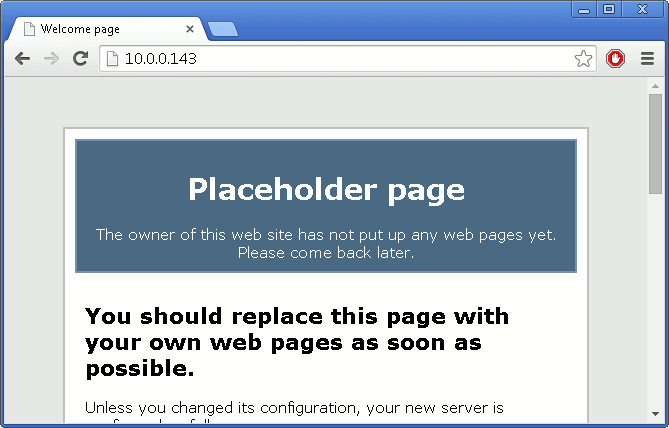 Welcome page
10.0.0.143
Placeholder page
The owner of this web site has not put up any web pages yet.
Please come back later.
You should replace this page with
your own web pages as soon as
possible.
Unless you changed its configuration, your new server is